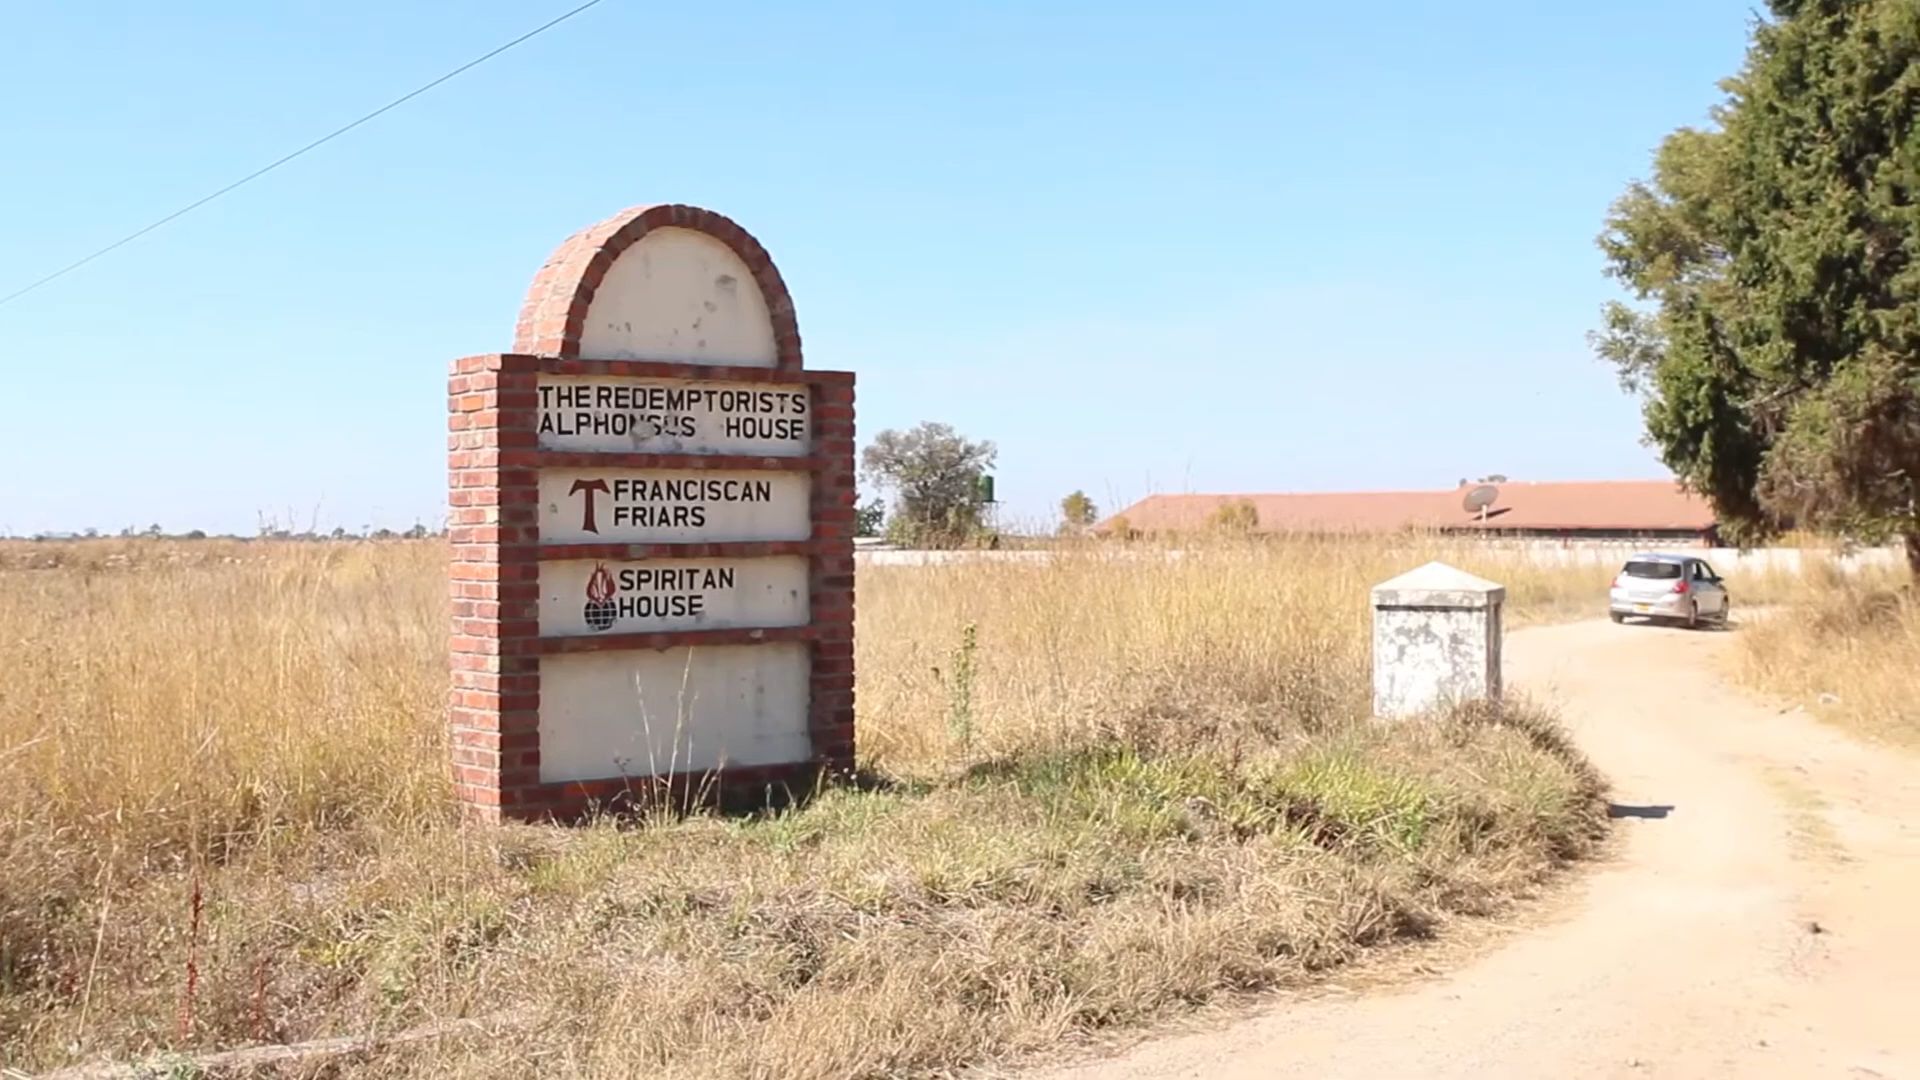 THE REDEMPTORISTS
ALPHONSUS HOUSE
FRANCISCAN
FRIARS
SPIRITAN
HOUSE